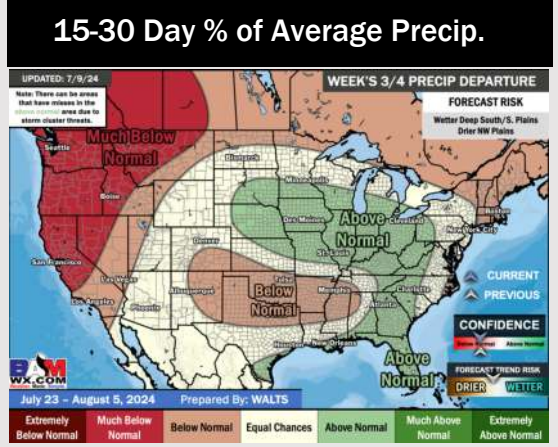 15-30 Day % of Average Precip.
UPDATED: 7/9/24
WEEK'S 3/4 PRECIP DEPARTURE
Note: There can be areas
that have misses in the
above normal area due to
storm cluster threats.
FORECAST RISK
Wetter Deep South/S. Plains
Drier NW Plains
Much Below
Normal
Seattle
Bismarck
Minneapolis
Boise
Boston
Des Moines
Above
Normal
Cleveland
New York City
Denver
St. Louis
San Francisco
Las Vegas
CURRENT
PREVIOUS
Los Angeles
Phoenix
Albuquerque
Tulsa
Below
Normal
Memphis
Charlotte
Atlanta
CONFIDENCE
Below Normal
Above Normal
Houston
New Orleans
Above
Normal
FORECAST TREND RISK
DRIER
WETTER
BAM
WX.COM
July 23 – August 5, 2024
Prepared By: WALTS
Extremely
Below Normal
Much Below
Normal
Below Normal
Equal Chances
Above Normal
Much Above
Normal
Extremely
Above Normal